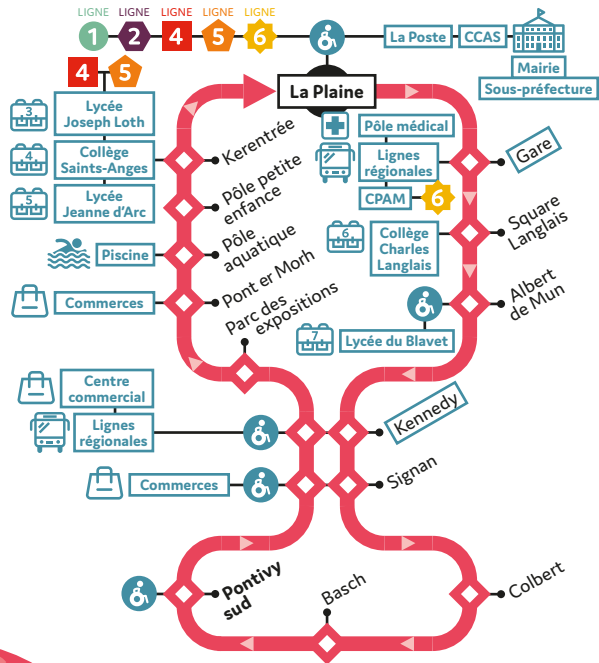 LIGNE LIGNE LIGNE LIGNE LIGNE
1 2 4 5 6
La Poste
CCAS
Mairie
Sous-préfecture
4 5
La Plaine
3
Lycée
Joseph Loth
Kerentrée
4
Collège
Saints-Anges
Pôle petite
enfance
5
Lycée
Jeanne d'Arc
Pôle
aquatique
Piscine
Pont er Morh
Commerces
Parc des
expositions
Pôle médical
Lignes
régionales
CPAM
6
Gare
6
Collège
Charles
Langlais
Square
Langlais
Albert
de Mun
7
Lycée du Blavet
Centre
commercial
Lignes
régionales
Kennedy
Commerces
Signan
Pontivy
sud
Basch
Colbert